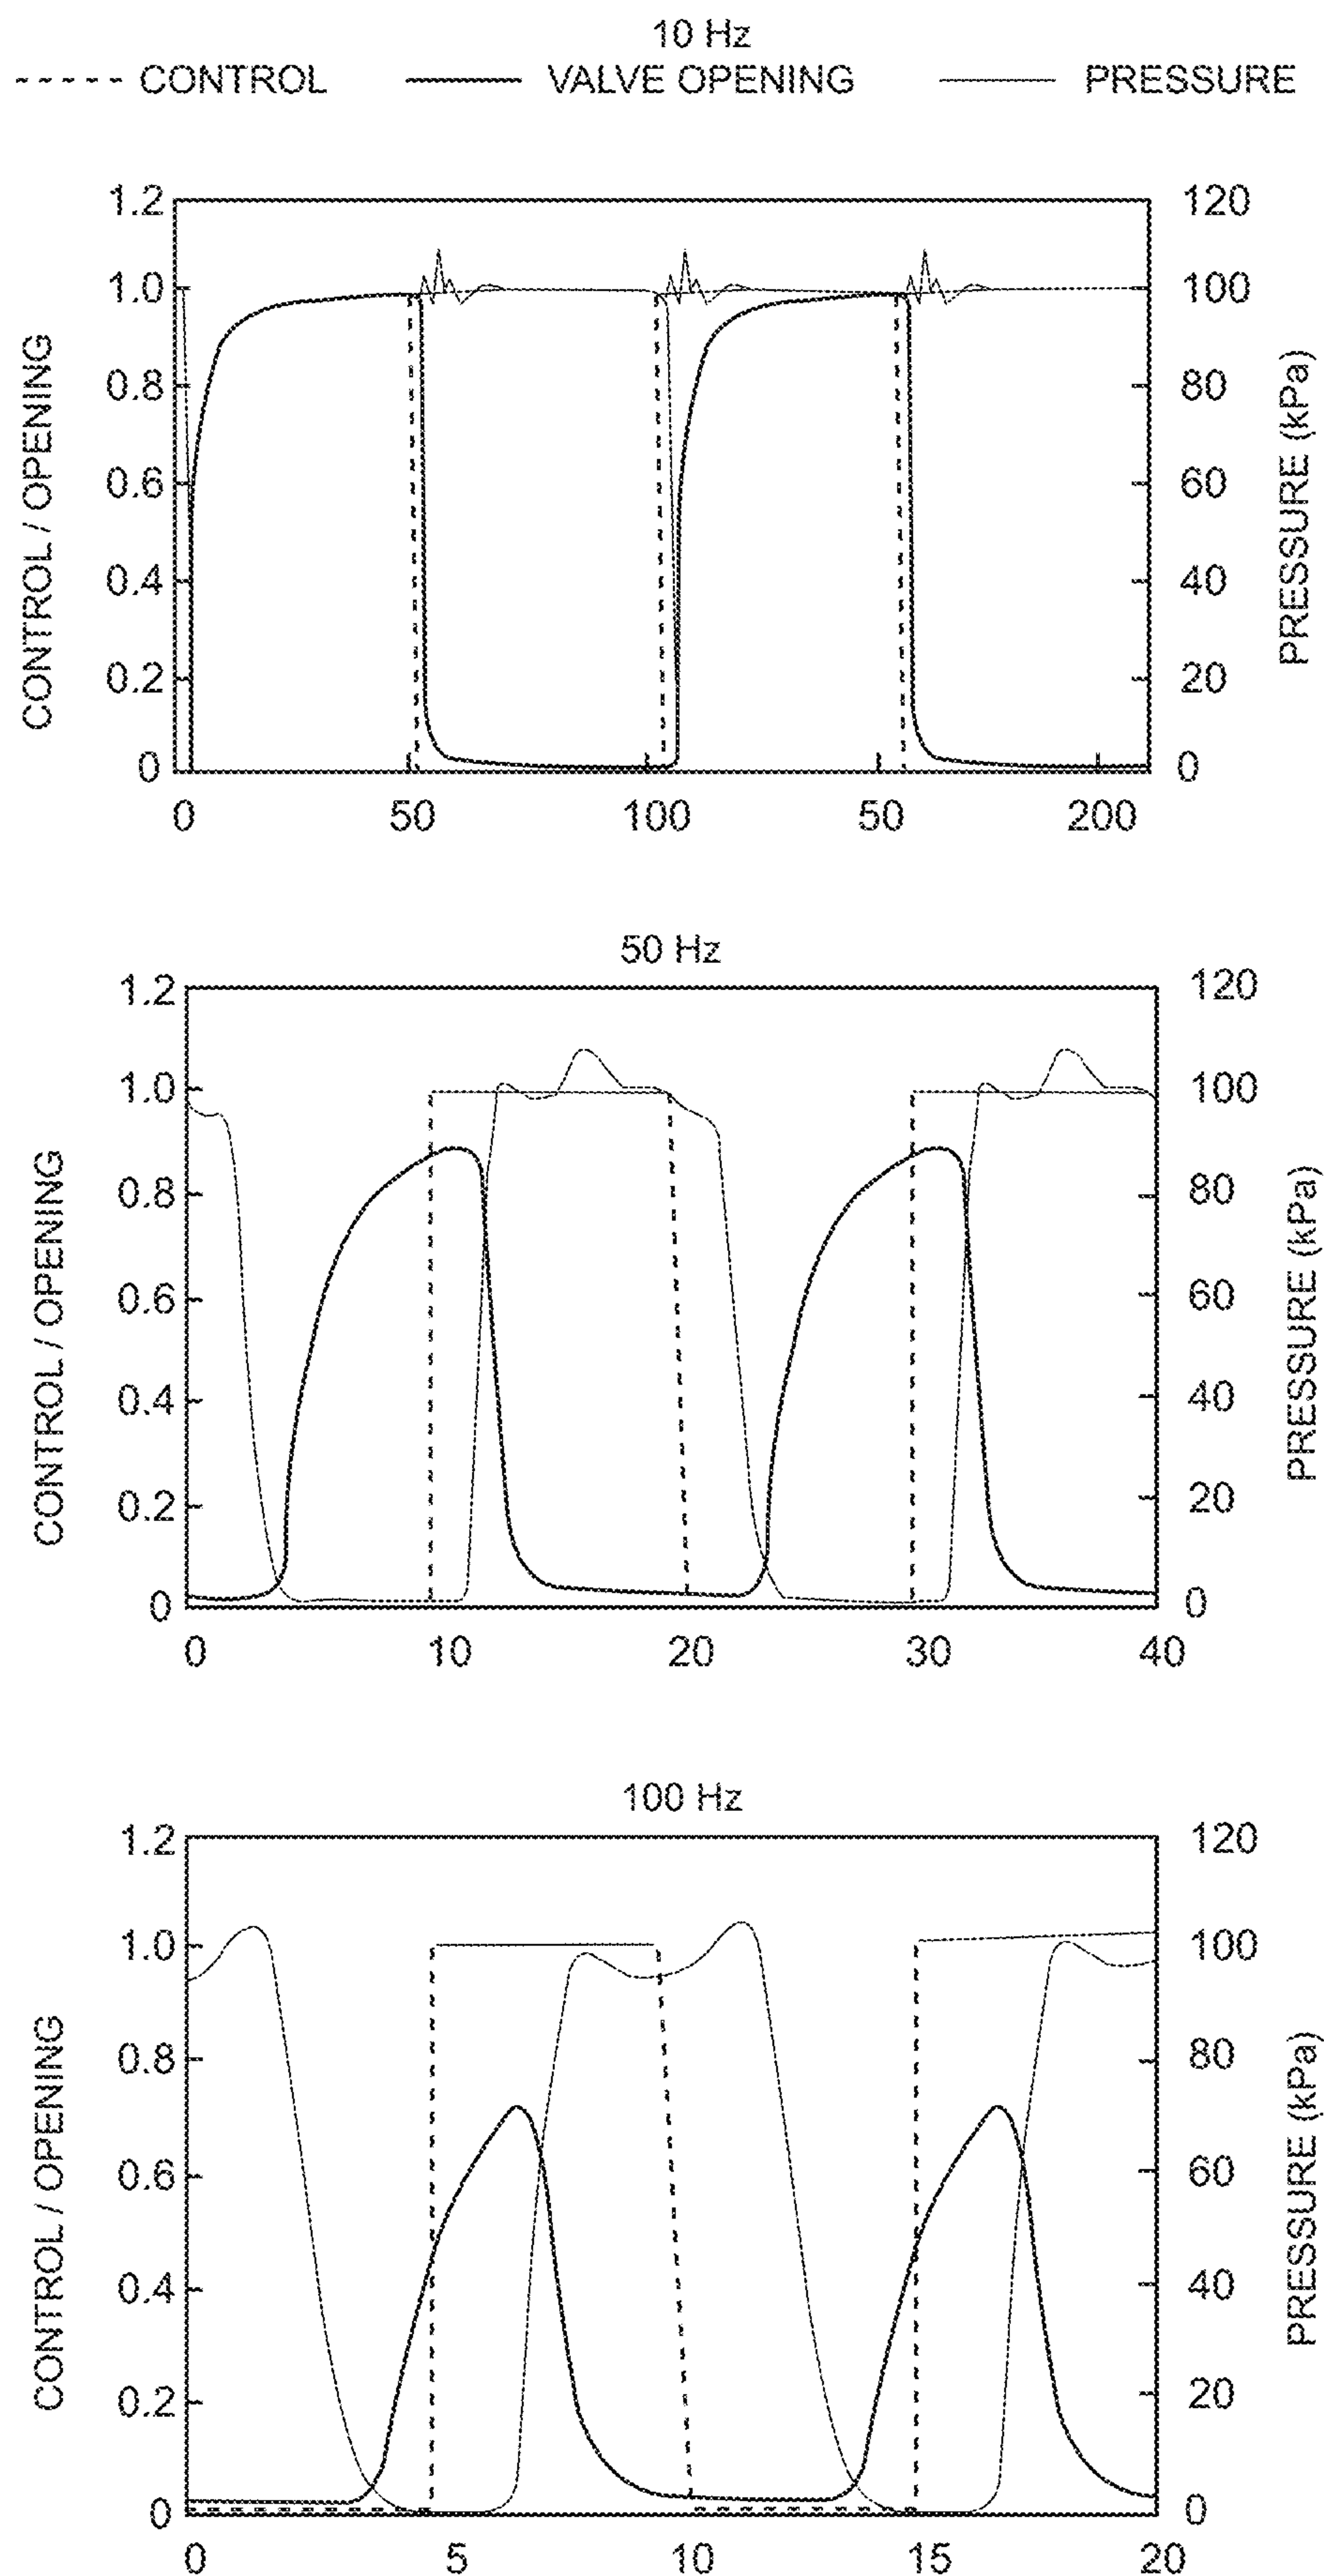 10 Hz
CONTROL VALVE OPENING PRESSURE
1.2 120
1.0 100
0.8 80
0.6 60
0.4 40
0.2 20
0 0
CONTROL / OPENING
PRESSURE (kPa)
0 50 100 50 200
50 Hz
1.2 120
1.0 100
0.8 80
0.6 60
0.4 40
0.2 20
0 0
CONTROL / OPENING
PRESSURE (kPa)
0 10 20 30 40
100 Hz
1.2 120
1.0 100
0.8 80
0.6 60
0.4 40
0.2 20
0 0
CONTROL / OPENING
PRESSURE (kPa)
0 5 10 15 20